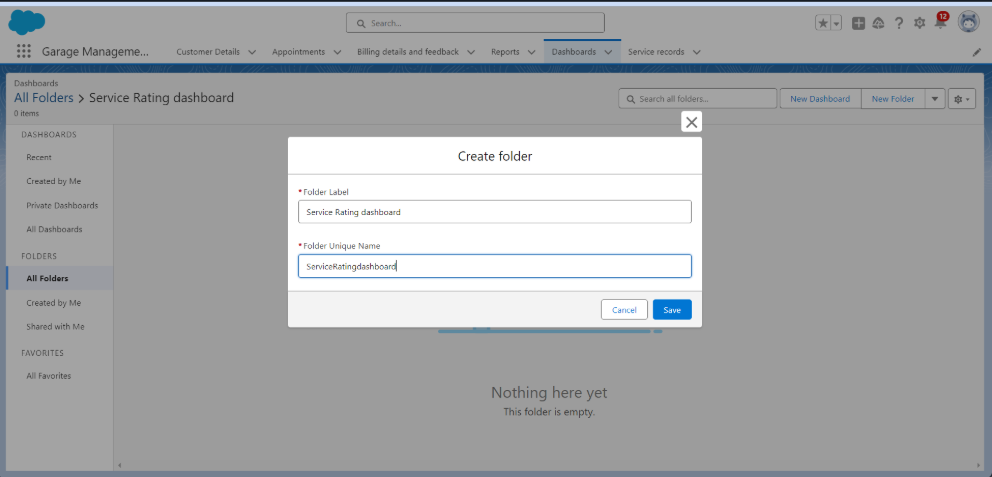 Search...
12
Garage Manageme...
Customer Details
Appointments
Billing details and feedback
Reports
Dashboards
Service records
Dashboards
All Folders > Service Rating dashboard
0 items
Search all folders...
New Dashboard
New Folder
DASHBOARDS
Recent
Created by Me
Private Dashboards
All Dashboards
FOLDERS
All Folders
Created by Me
Shared with Me
FAVORITES
All Favorites
Create folder
* Folder Label
Service Rating dashboard
* Folder Unique Name
ServiceRatingdashboard
Cancel
Save
Nothing here yet
This folder is empty.